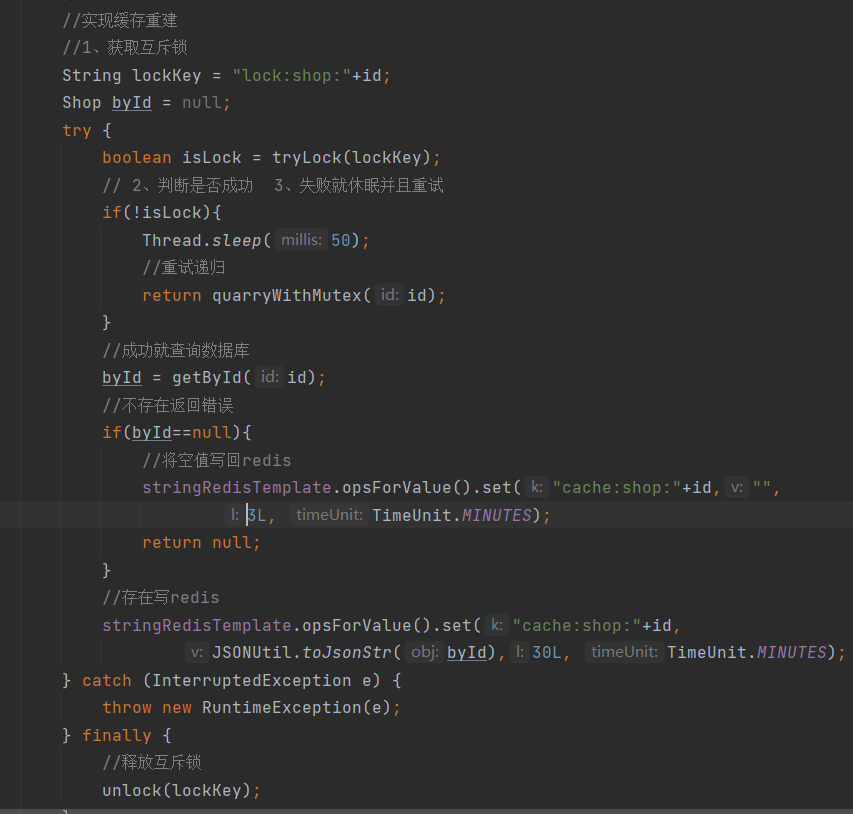 //实现缓存重建
//1、获取互斥锁
String lockKey = "lock:shop:"+id;
Shop byId = null;
try {
boolean isLock = tryLock(lockKey);
// 2、判断是否成功  3、失败就休眠并且重试
if(!isLock){
Thread.sleep( millis: 50);
//重试递归
return quarryWithMutex( id: id);
}
//成功就查询数据库
byId = getById( id: id);
//不存在返回错误
if(byId==null){
//将空值写回redis
stringRedisTemplate.opsForValue().set( k: "cache:shop:"+id, v: "",
l: 3L, timeUnit: TimeUnit.MINUTES);
return null;
}
//存在写redis
stringRedisTemplate.opsForValue().set( k: "cache:shop:"+id,
v: JSONUtil.toJsonStr( obj: byId), l: 30L, timeUnit: TimeUnit.MINUTES);
} catch (InterruptedException e) {
throw new RuntimeException(e);
} finally {
//释放互斥锁
unlock(lockKey);